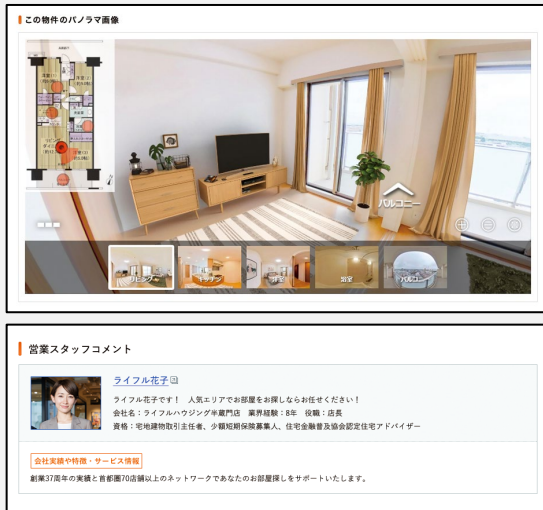 この物件のパノラマ画像
バルコニー
リビング
キッチン
洋室
浴室
バルコニー
営業スタッフコメント
ライフル花子
ライフル花子です！ 人気エリアでお部屋をお探しならお任せください！
会社名：ライフルハウジング半蔵門店 業界経験：8年 役職：店長
資格：宅地建物取引主任者、少額短期保険募集人、住宅金融普及協会認定住宅アドバイザー
会社実績や特徴・サービス情報
創業37周年の実績と首都圏70店舗以上のネットワークであなたのお部屋探しをサポートいたします。